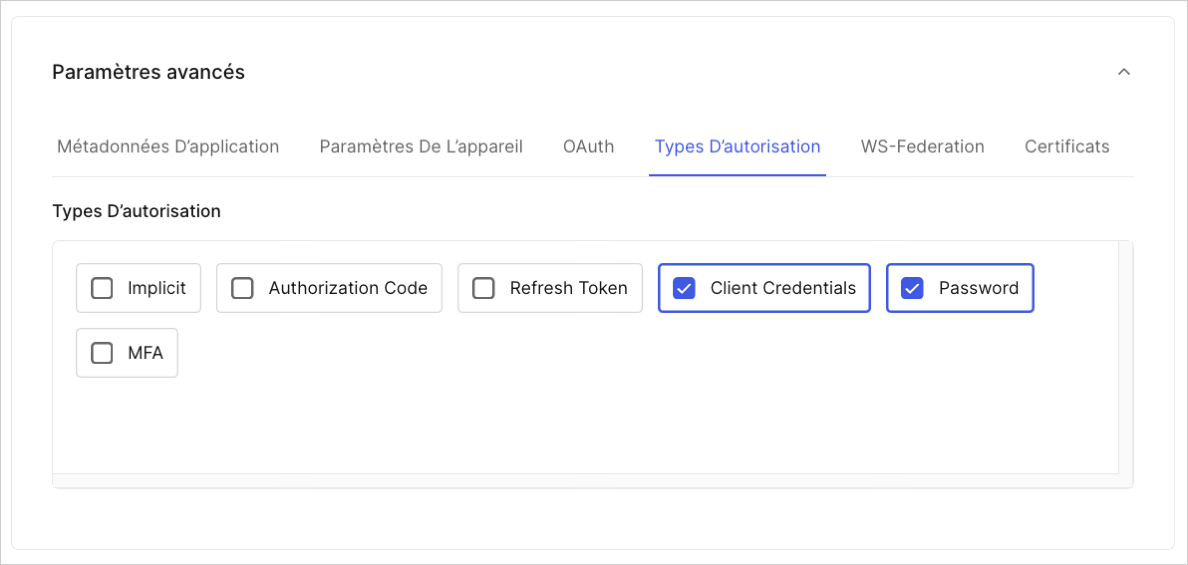 Paramètres avancés
Métadonnées D’application Paramètres De L’appareil OAuth Types D’autorisation WS-Federation Certificats
Types D’autorisation
Implicit Authorization Code Refresh Token Client Credentials Password
MFA